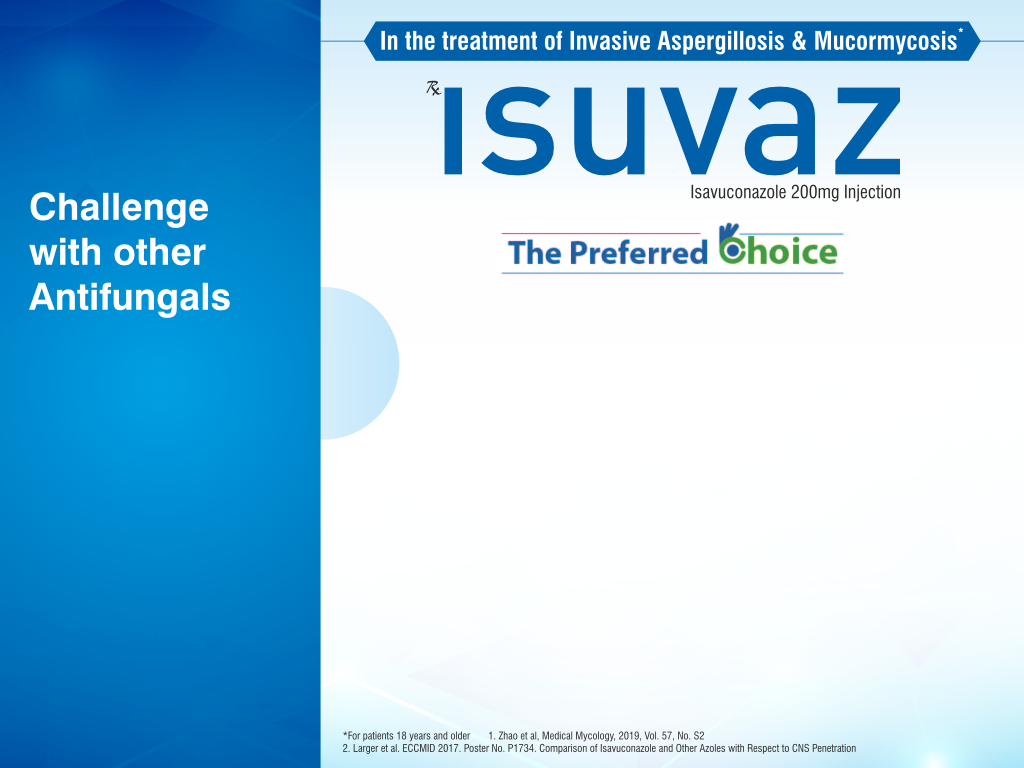 Challenge
with other
Antifungals
In the treatment of Invasive Aspergillosis & Mucormycosis*
Rx ısuvaz
Isavuconazole 200mg Injection
The Preferred Choice
*For patients 18 years and older 1. Zhao et al, Medical Mycology, 2019, Vol. 57, No. S2
2. Larger et al. ECCMID 2017. Poster No. P1734. Comparison of Isavuconazole and Other Azoles with Respect to CNS Penetration